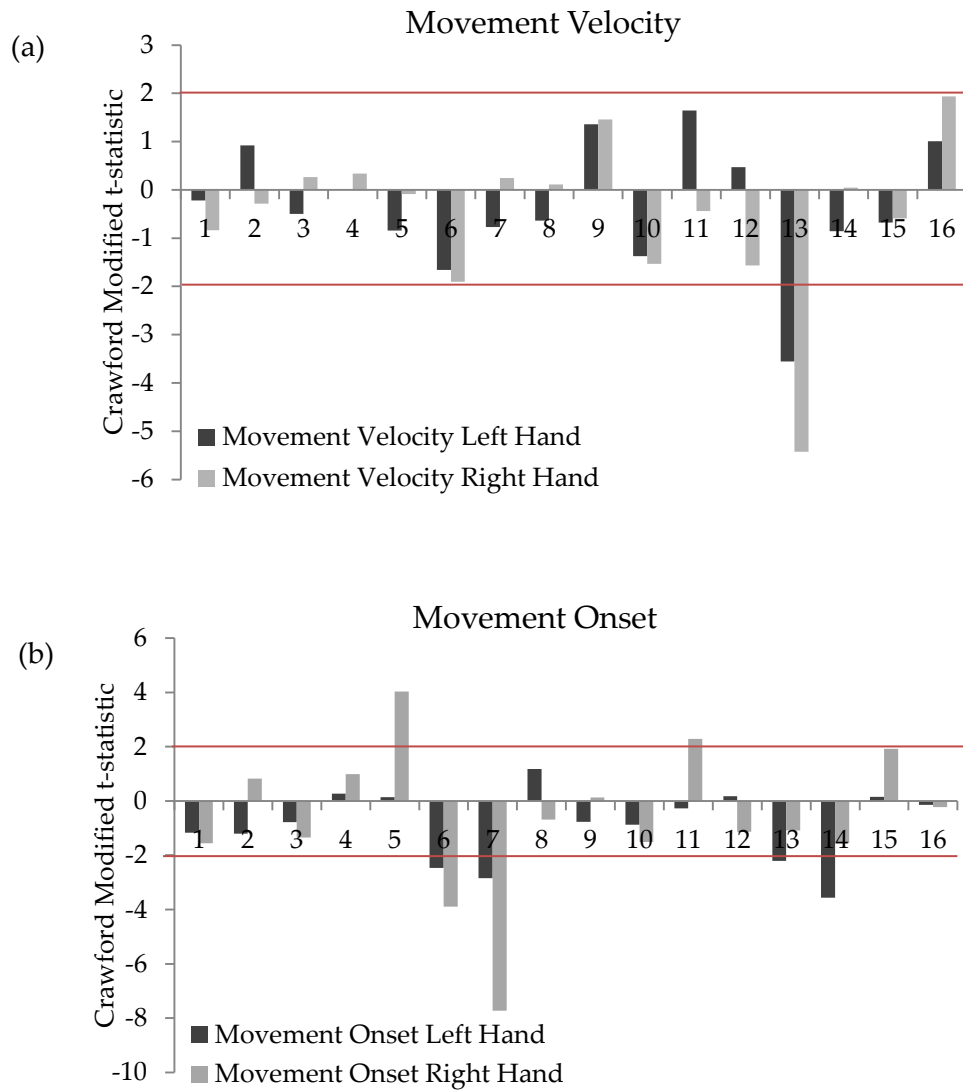 Movement Velocity
(a)
Crawford Modified t-statistic
3
2
1
0
-1
-2
-3
-4
-5
-6
1 2 3 4 5 6 7 8 9 10 11 12 13 14 15 16
Movement Velocity Left Hand
Movement Velocity Right Hand
Movement Onset
(b)
Crawford Modified t-statistic
6
4
2
0
-2
-4
-6
-8
-10
1 2 3 4 5 6 7 8 9 10 11 12 13 14 15 16
Movement Onset Left Hand
Movement Onset Right Hand